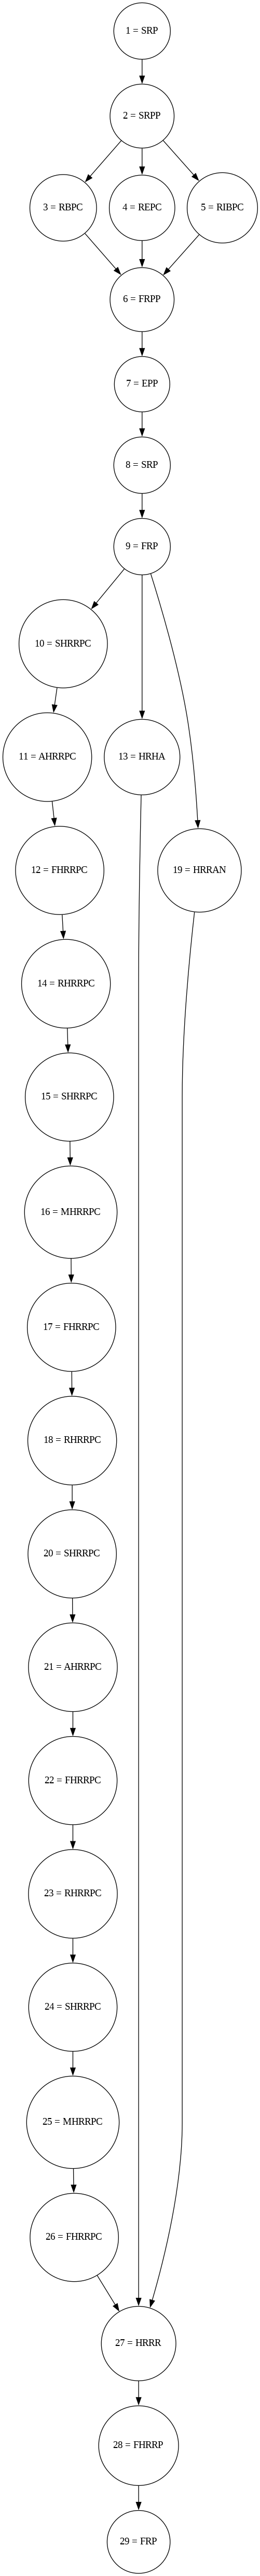 1 = SRP
2 = SRPP
3 = RBPC
4 = REPC
5 = RIBPC
6 = FRPP
7 = EPP
8 = SRP
9 = FRP
10 = SHRRPC
11 = AHRRPC
13 = HRHA
12 = FHRRPC
19 = HRRAN
14 = RHRRPC
15 = SHRRPC
16 = MHRRPC
17 = FHRRPC
18 = RHRRPC
20 = SHRRPC
21 = AHRRPC
22 = FHRRPC
23 = RHRRPC
24 = SHRRPC
25 = MHRRPC
26 = FHRRPC
27 = HRRR
28 = FHRRP
29 = FRP